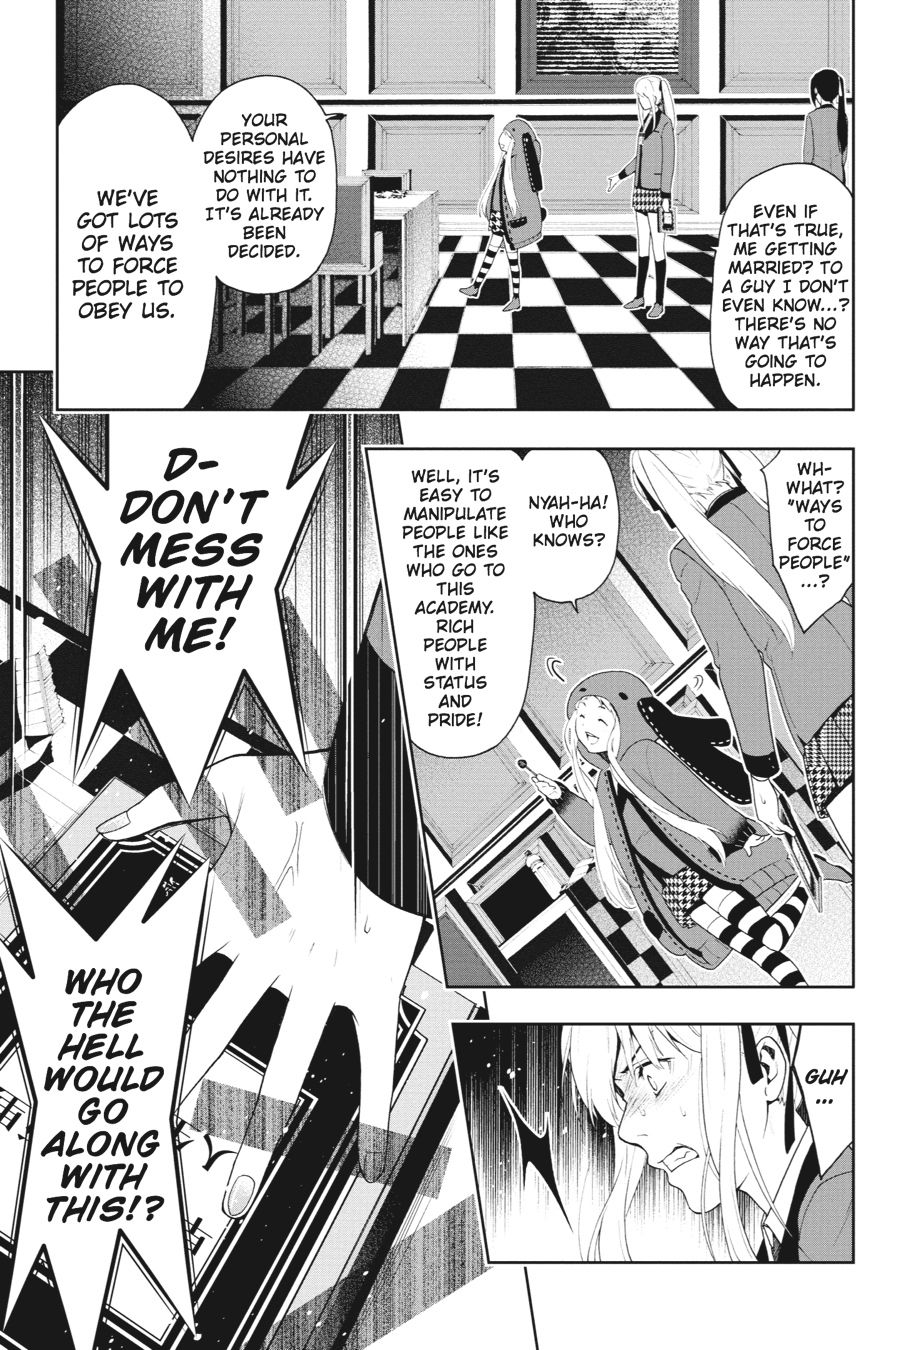 EVEN IF
THAT'S TRUE,
ME GETTING
MARRIED? TO
A GUY I DON'T
EVEN KNOW...?
THERE'S NO
WAY THAT'S
GOING TO
HAPPEN.
YOUR
PERSONAL
DESIRES HAVE
NOTHING TO
DO WITH IT.
IT'S ALREADY
BEEN
DECIDED.
WE'VE
GOT LOTS
OF WAYS
TO FORCE
PEOPLE TO
OBEY US.
WH-
WHAT?
"WAYS
TO
FORCE
PEOPLE"
...?
NYAH-HA!
WHO
KNOWS?
WELL, IT'S
EASY TO
MANIPULATE
PEOPLE LIKE
THE ONES
WHO GO TO
THIS
ACADEMY.
RICH
PEOPLE
WITH
STATUS
AND
PRIDE!
GUH
...
D-
DON'T
MESS
WITH
ME!
WHO
THE
HELL
WOULD
GO
ALONG
WITH
THIS!?